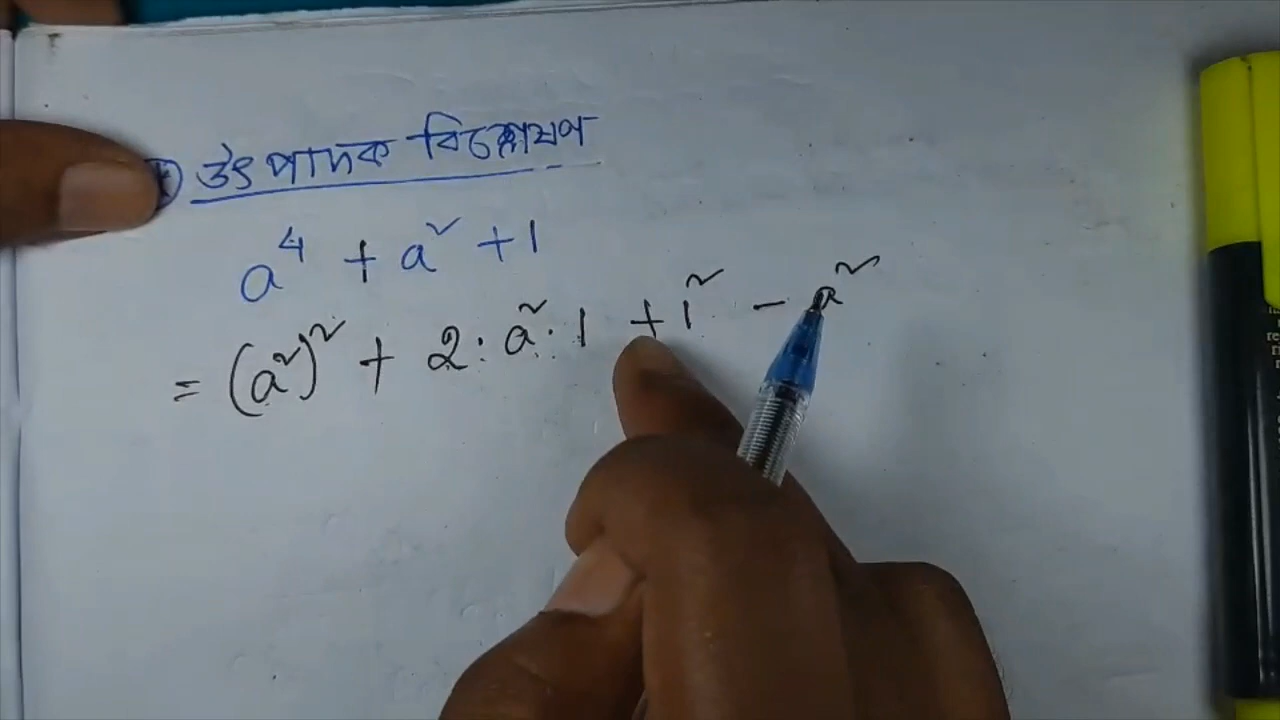 উৎপাদক বিশ্লেষণ
a⁴ + a² + 1
= (a²)² + 2 . a² . 1 + 1² - a²